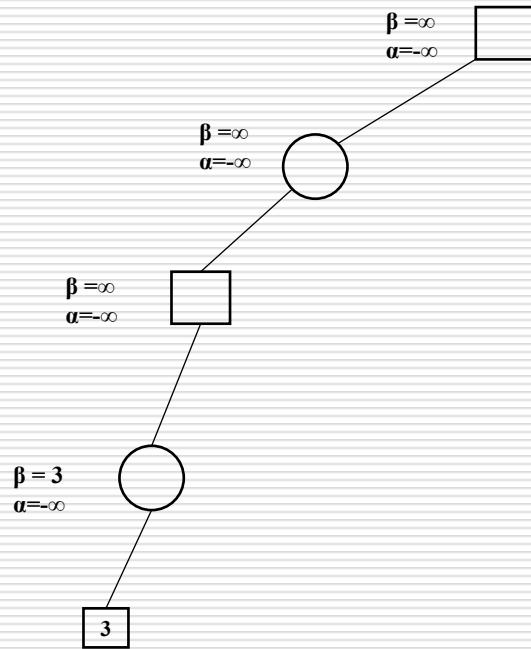 β =∞
α=-∞
β =∞
α=-∞
β =∞
α=-∞
β = 3
α=-∞
3